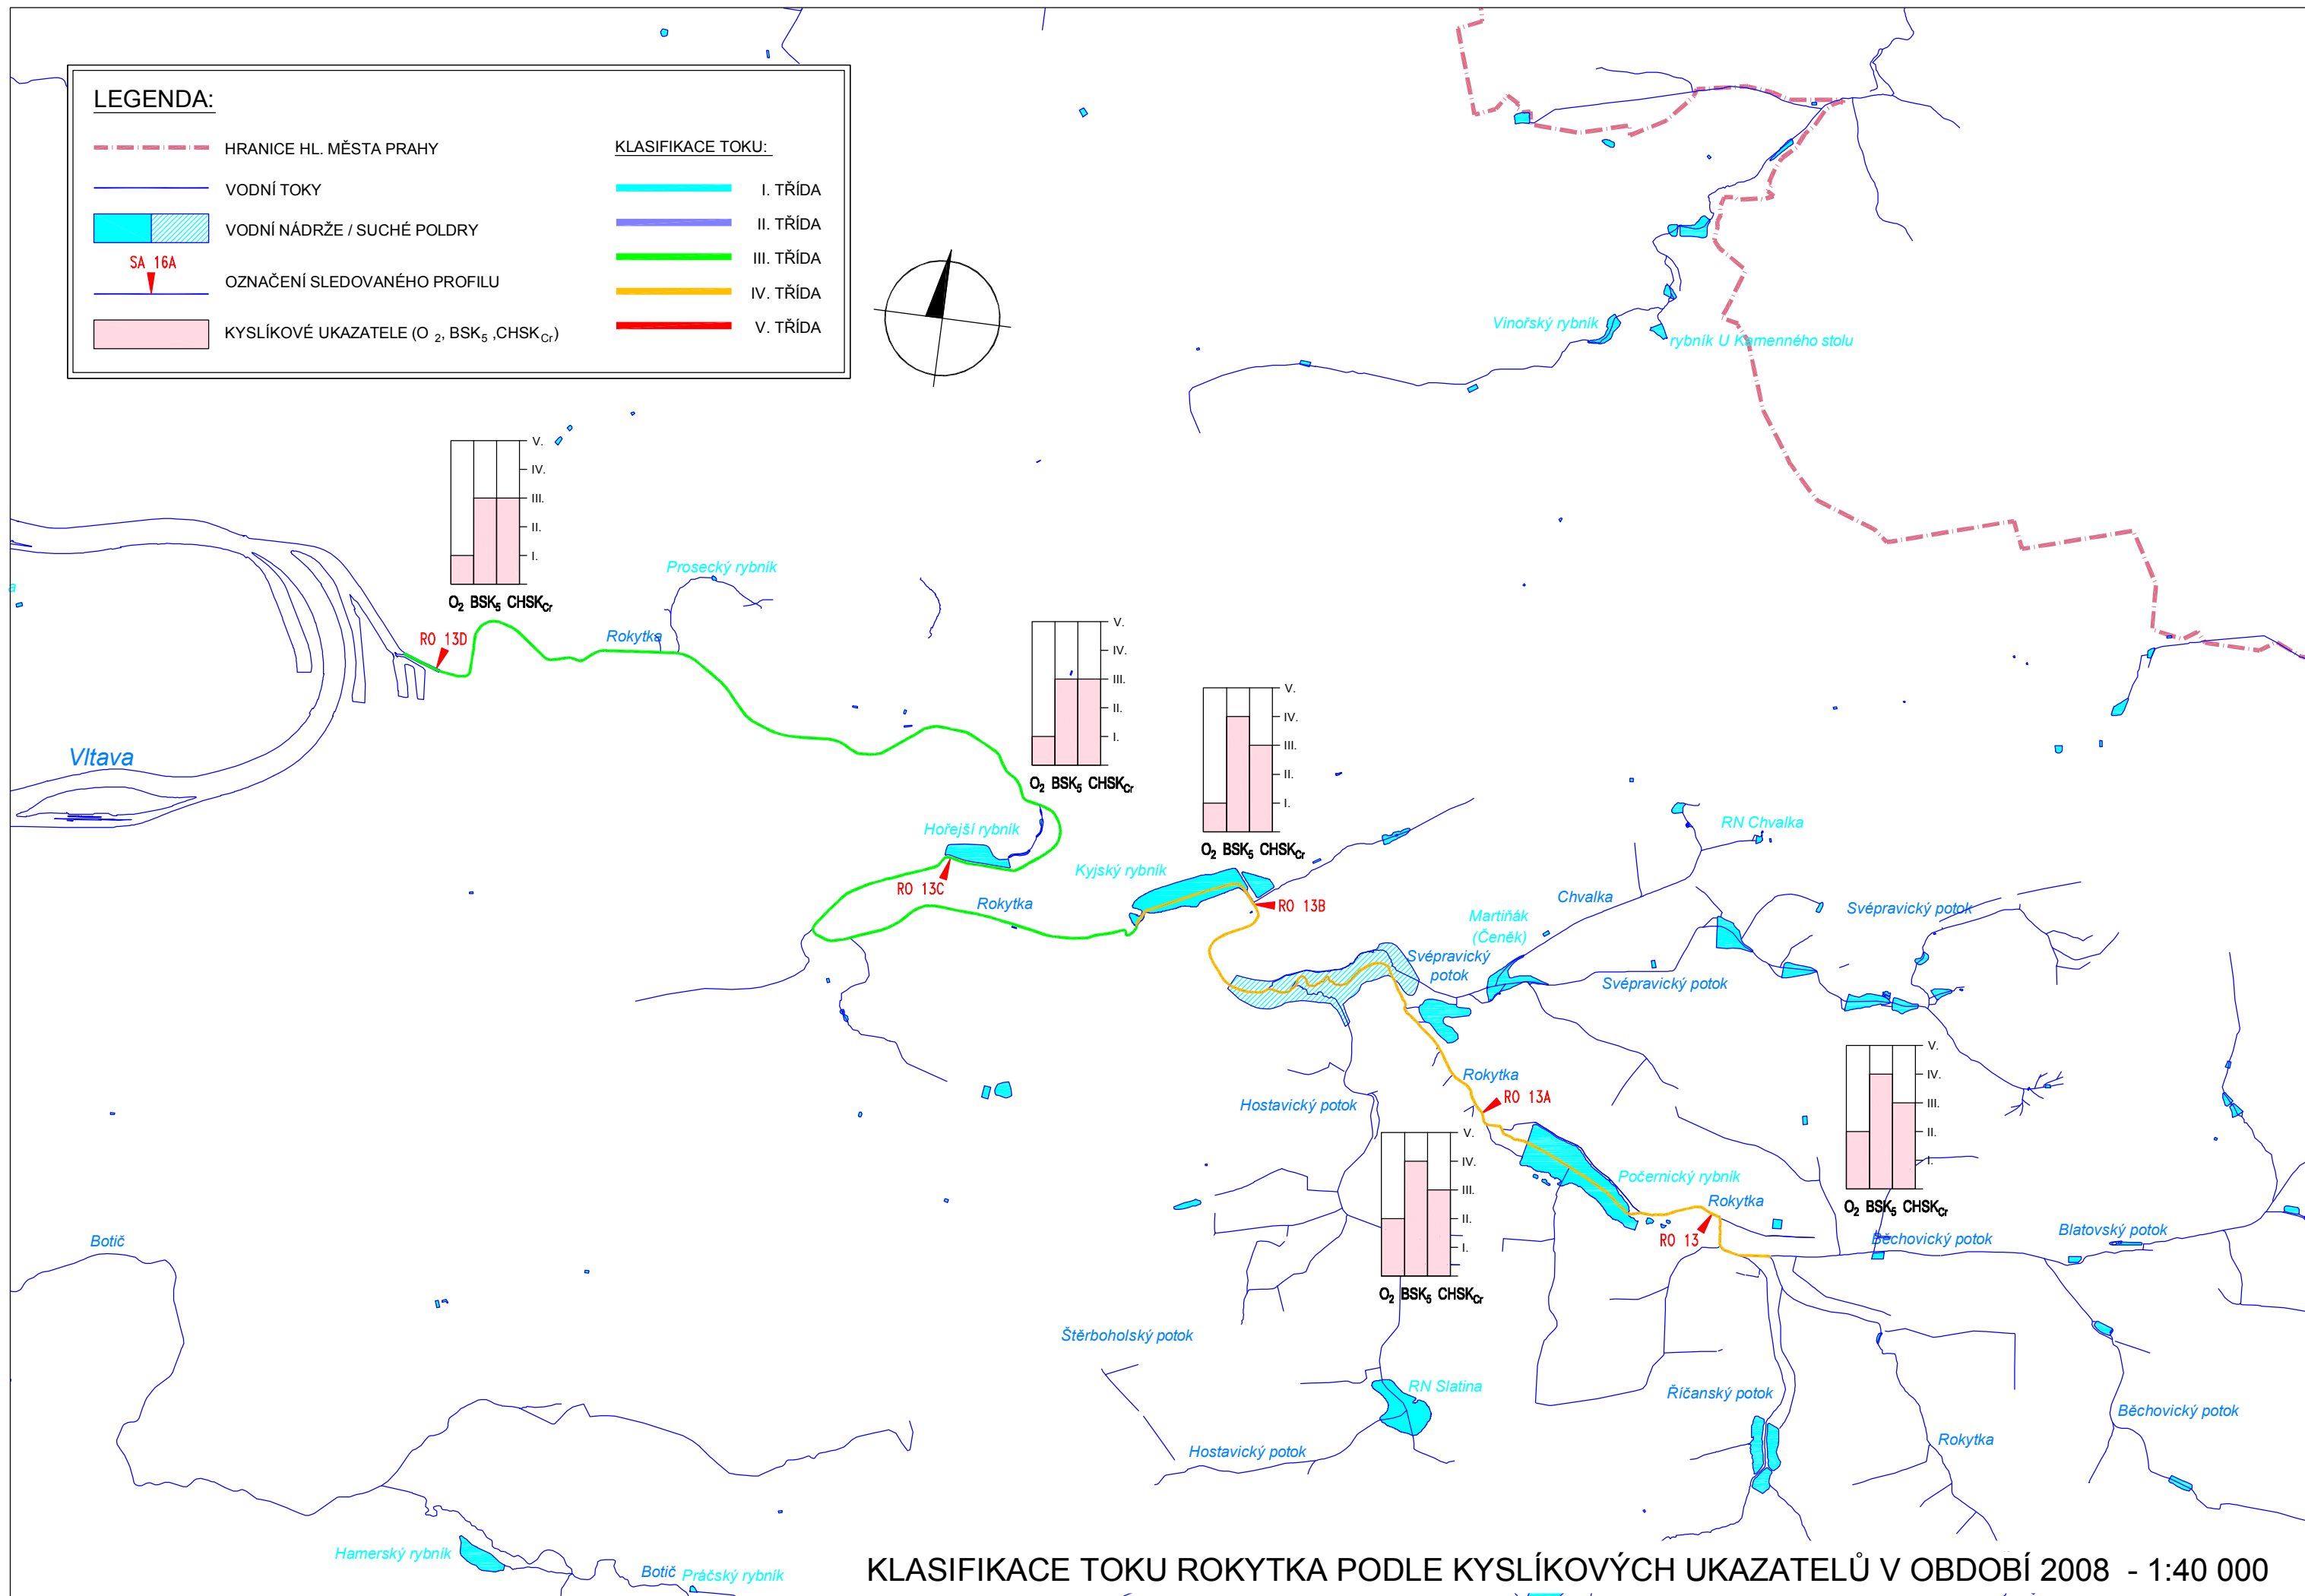 LEGENDA:
HRANICE HL. MĚSTA PRAHY
VODNÍ TOKY
VODNÍ NÁDRŽE / SUCHÉ POLDRY
SA 16A
OZNAČENÍ SLEDOVANÉHO PROFILU
KYSLÍKOVÉ UKAZATELE (O 2, BSK5 ,CHSKCr)
KLASIFIKACE TOKU:
I. TŘÍDA
II. TŘÍDA
III. TŘÍDA
IV. TŘÍDA
V. TŘÍDA
Vinořský rybník
rybník U Kamenného stolu
V.
IV.
III.
II.
I.
O2 BSK5 CHSKCr
a
Prosecký rybník
RO 13D
Rokytka
V.
IV.
III.
II.
I.
O2 BSK5 CHSKCr
Vltava
V.
IV.
III.
II.
I.
O2 BSK5 CHSKCr
Hořejší rybník
RN Chvalka
Kyjský rybník
RO 13C
Rokytka
RO 13B
Chvalka
Martiňák
(Čeněk)
Svépravický potok
Svépravický
potok
Svépravický potok
Rokytka
RO 13A
Hostavický potok
V.
IV.
III.
II.
I.
O2 BSK5 CHSKCr
V.
IV.
III.
II.
I.
O2 BSK5 CHSKCr
Počernický rybník
Rokytka
RO 13
Blatovský potok
Běchovický potok
Botič
Štěrboholský potok
RN Slatina
Říčanský potok
Běchovický potok
Rokytka
Hostavický potok
Hamerský rybník
Botič
Práčský rybník
KLASIFIKACE TOKU ROKYTKA PODLE KYSLÍKOVÝCH UKAZATELŮ V OBDOBÍ 2008 - 1:40 000